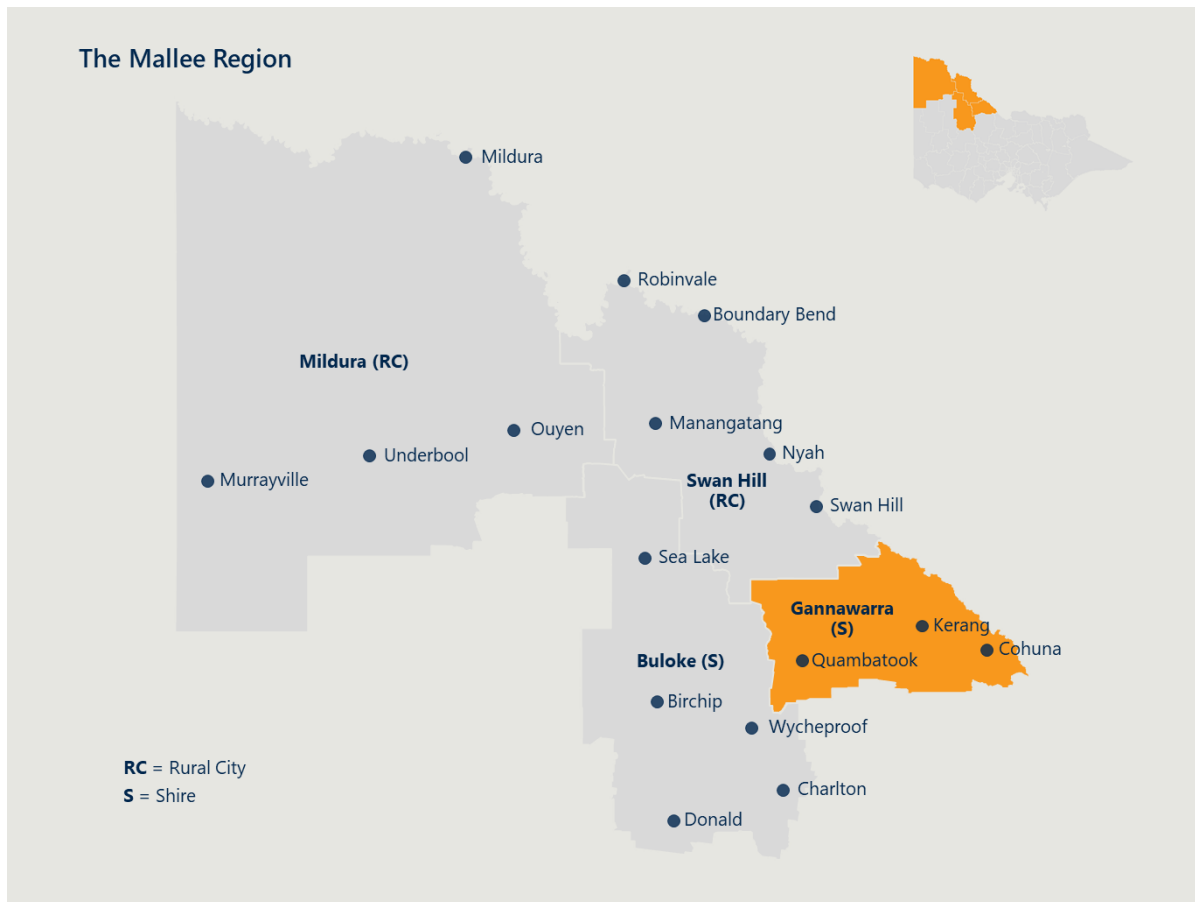 The Mallee Region
Mildura
Robinvale
Boundary Bend
Mildura (RC)
Manangatang
Ouyen
Nyah
Underbool
Murrayville
Swan Hill
(RC)
Swan Hill
Sea Lake
Gannawarra
(S)
Kerang
Cohuna
Buloke (S)
Quambatook
Birchip
Wycheproof
RC = Rural City
S = Shire
Charlton
Donald